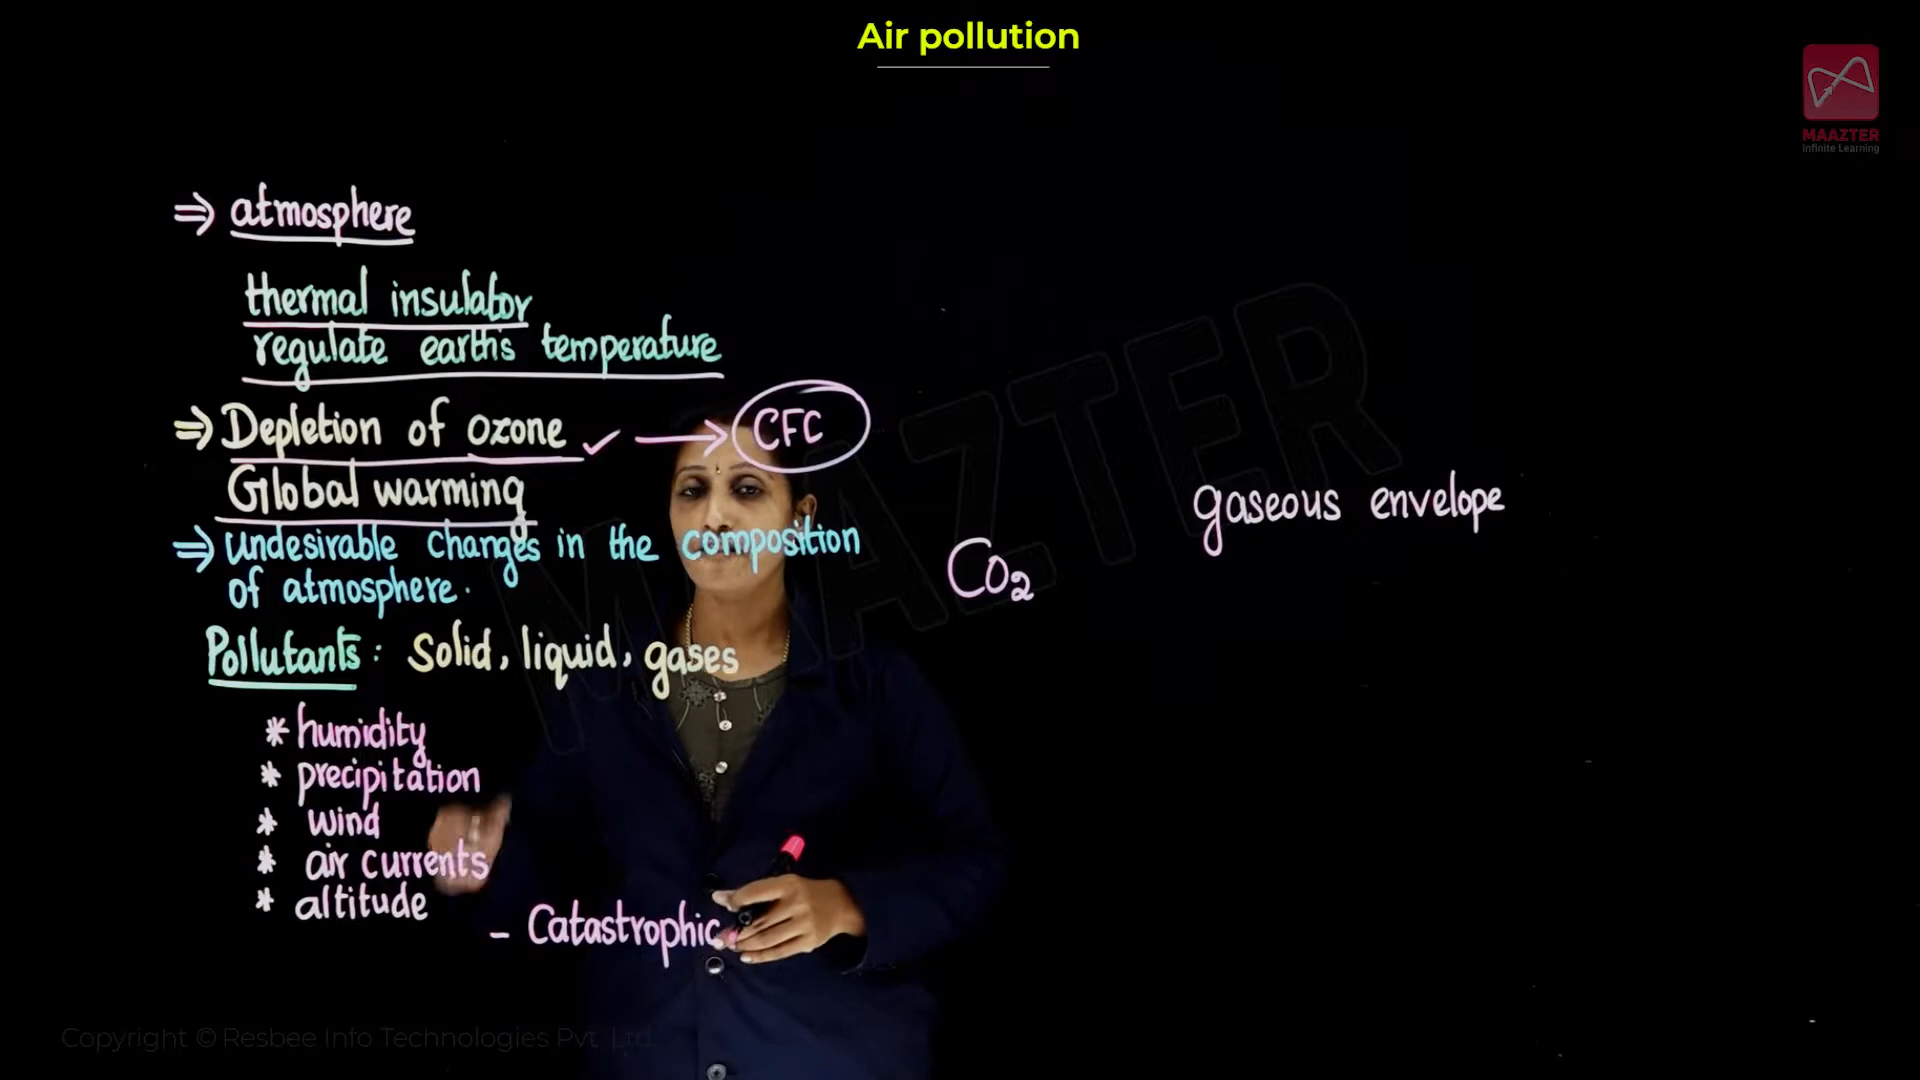 Air pollution
MAAZTER
Infinite Learning
⇒ atmosphere
thermal insulator
regulate earths temperature
⇒ Depletion of ozone ✓ → CFC
Global warming
gaseous envelope
⇒ undesirable changes in the composition
of atmosphere.
CO2
Pollutants : Solid, liquid, gases
* humidity
* precipitation
* wind
* air currents
* altitude
- Catastrophic
MAAZTER
Copyright © Resbee Info Technologies Pvt. Ltd.